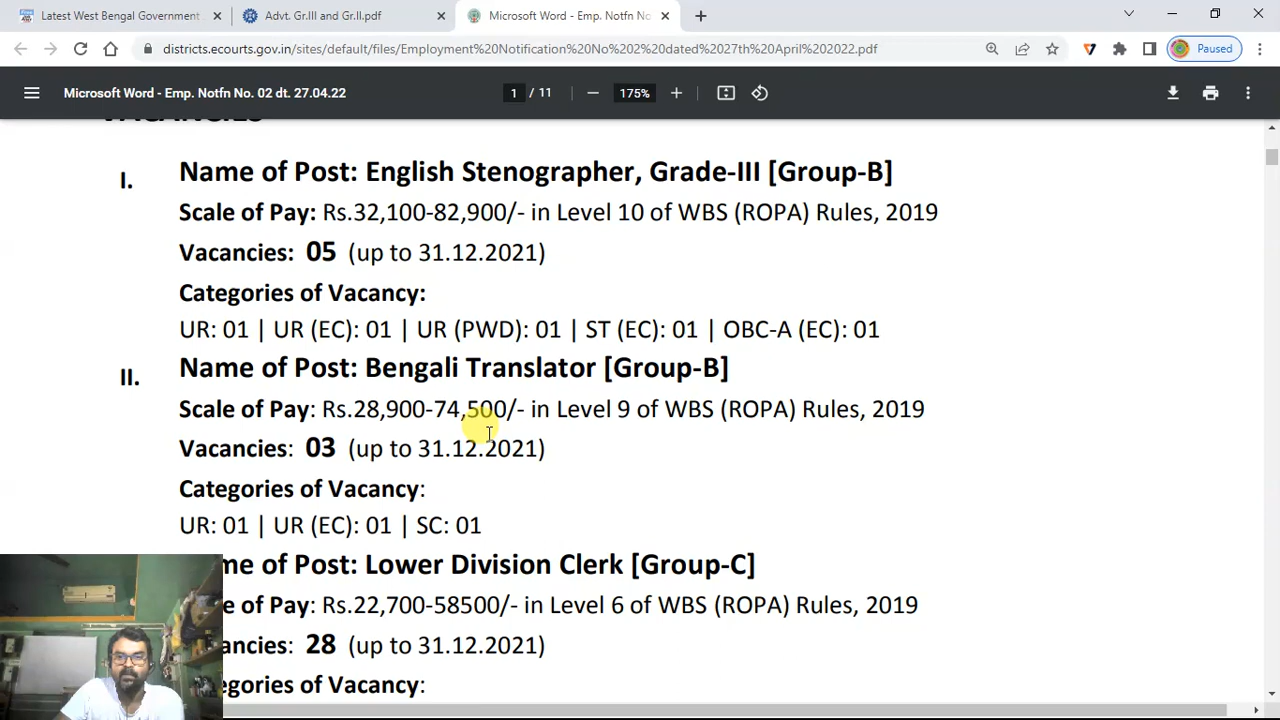 Latest West Bengal Government
Advt. Gr.III and Gr.II.pdf
Microsoft Word - Emp. Notfn No
districts.ecourts.gov.in/sites/default/files/Employment%20Notification%20No%202%20dated%2027th%20April%202022.pdf
Paused
Microsoft Word - Emp. Notfn No. 02 dt. 27.04.22
1 / 11
175%
VACANCIES
I. Name of Post: English Stenographer, Grade-III [Group-B]
Scale of Pay: Rs.32,100-82,900/- in Level 10 of WBS (ROPA) Rules, 2019
Vacancies: 05 (up to 31.12.2021)
Categories of Vacancy:
UR: 01 | UR (EC): 01 | UR (PWD): 01 | ST (EC): 01 | OBC-A (EC): 01
II. Name of Post: Bengali Translator [Group-B]
Scale of Pay: Rs.28,900-74,500/- in Level 9 of WBS (ROPA) Rules, 2019
Vacancies: 03 (up to 31.12.2021)
Categories of Vacancy:
UR: 01 | UR (EC): 01 | SC: 01
me of Post: Lower Division Clerk [Group-C]
e of Pay: Rs.22,700-58500/- in Level 6 of WBS (ROPA) Rules, 2019
ancies: 28 (up to 31.12.2021)
egories of Vacancy: